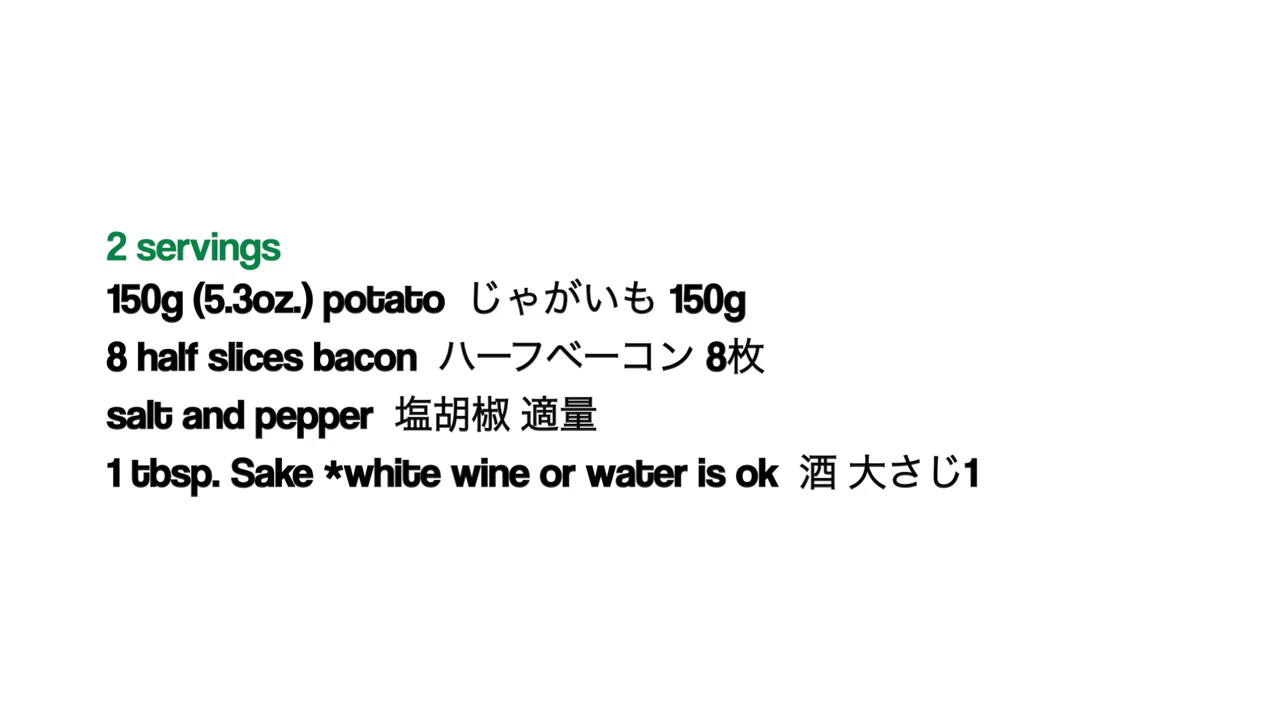 2 servings
150g (5.3oz.) potato じゃがいも 150g
8 half slices bacon ハーフベーコン 8枚
salt and pepper 塩胡椒 適量
1 tbsp. Sake *white wine or water is ok 酒 大さじ1